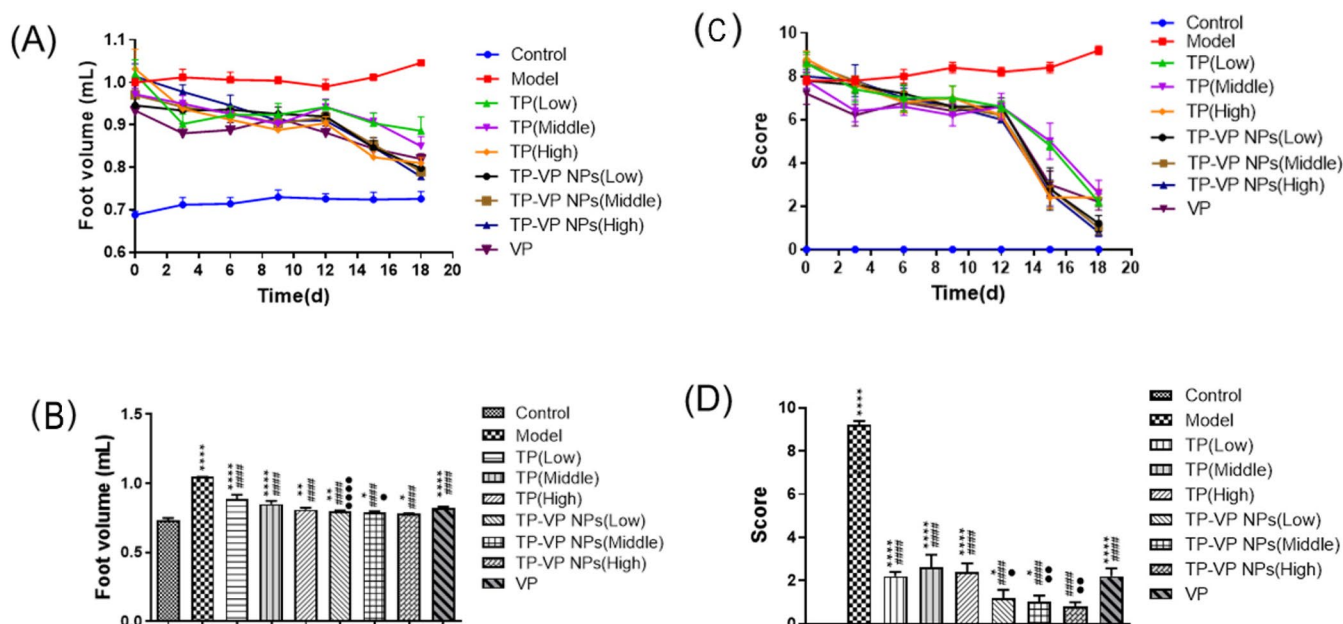 (A)
Foot volume (mL)
1.1
1.0
0.9
0.8
0.7
0.6
0 2 4 6 8 10 12 14 16 18 20
Time(d)
Control
Model
TP(Low)
TP(Middle)
TP(High)
TP-VP NPs(Low)
TP-VP NPs(Middle)
TP-VP NPs(High)
VP
(C)
Score
10
8
6
4
2
0
0 2 4 6 8 10 12 14 16 18 20
Time(d)
Control
Model
TP(Low)
TP(Middle)
TP(High)
TP-VP NPs(Low)
TP-VP NPs(Middle)
TP-VP NPs(High)
VP
(B)
Foot volume (mL)
1.5
1.0
0.5
0.0
****
****
####
****
####
**
####
**
####
●●●●
*
####
●
*
####
****
####
Control
Model
TP(Low)
TP(Middle)
TP(High)
TP-VP NPs(Low)
TP-VP NPs(Middle)
TP-VP NPs(High)
VP
(D)
Score
10
8
6
4
2
0
****
****
####
****
####
****
####
*
####
●
*
####
●●
####
●●
****
####
Control
Model
TP(Low)
TP(Middle)
TP(High)
TP-VP NPs(Low)
TP-VP NPs(Middle)
TP-VP NPs(High)
VP